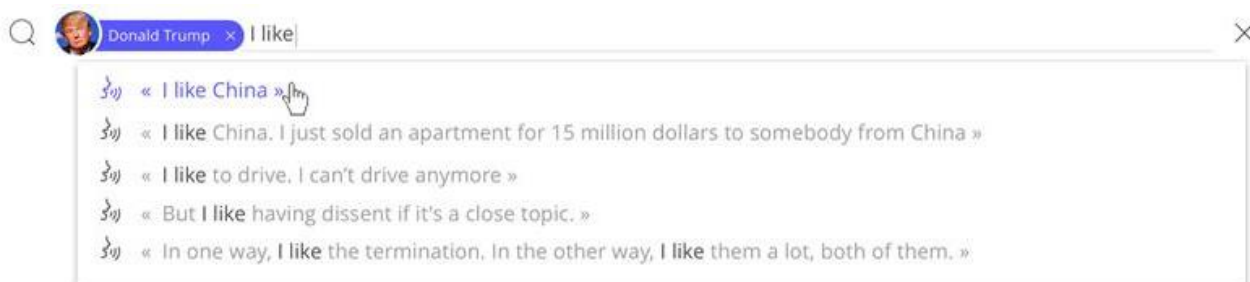 Donald Trump × I like
« I like China »
« I like China. I just sold an apartment for 15 million dollars to somebody from China »
« I like to drive. I can't drive anymore »
« But I like having dissent if it's a close topic. »
« In one way, I like the termination. In the other way, I like them a lot, both of them. »